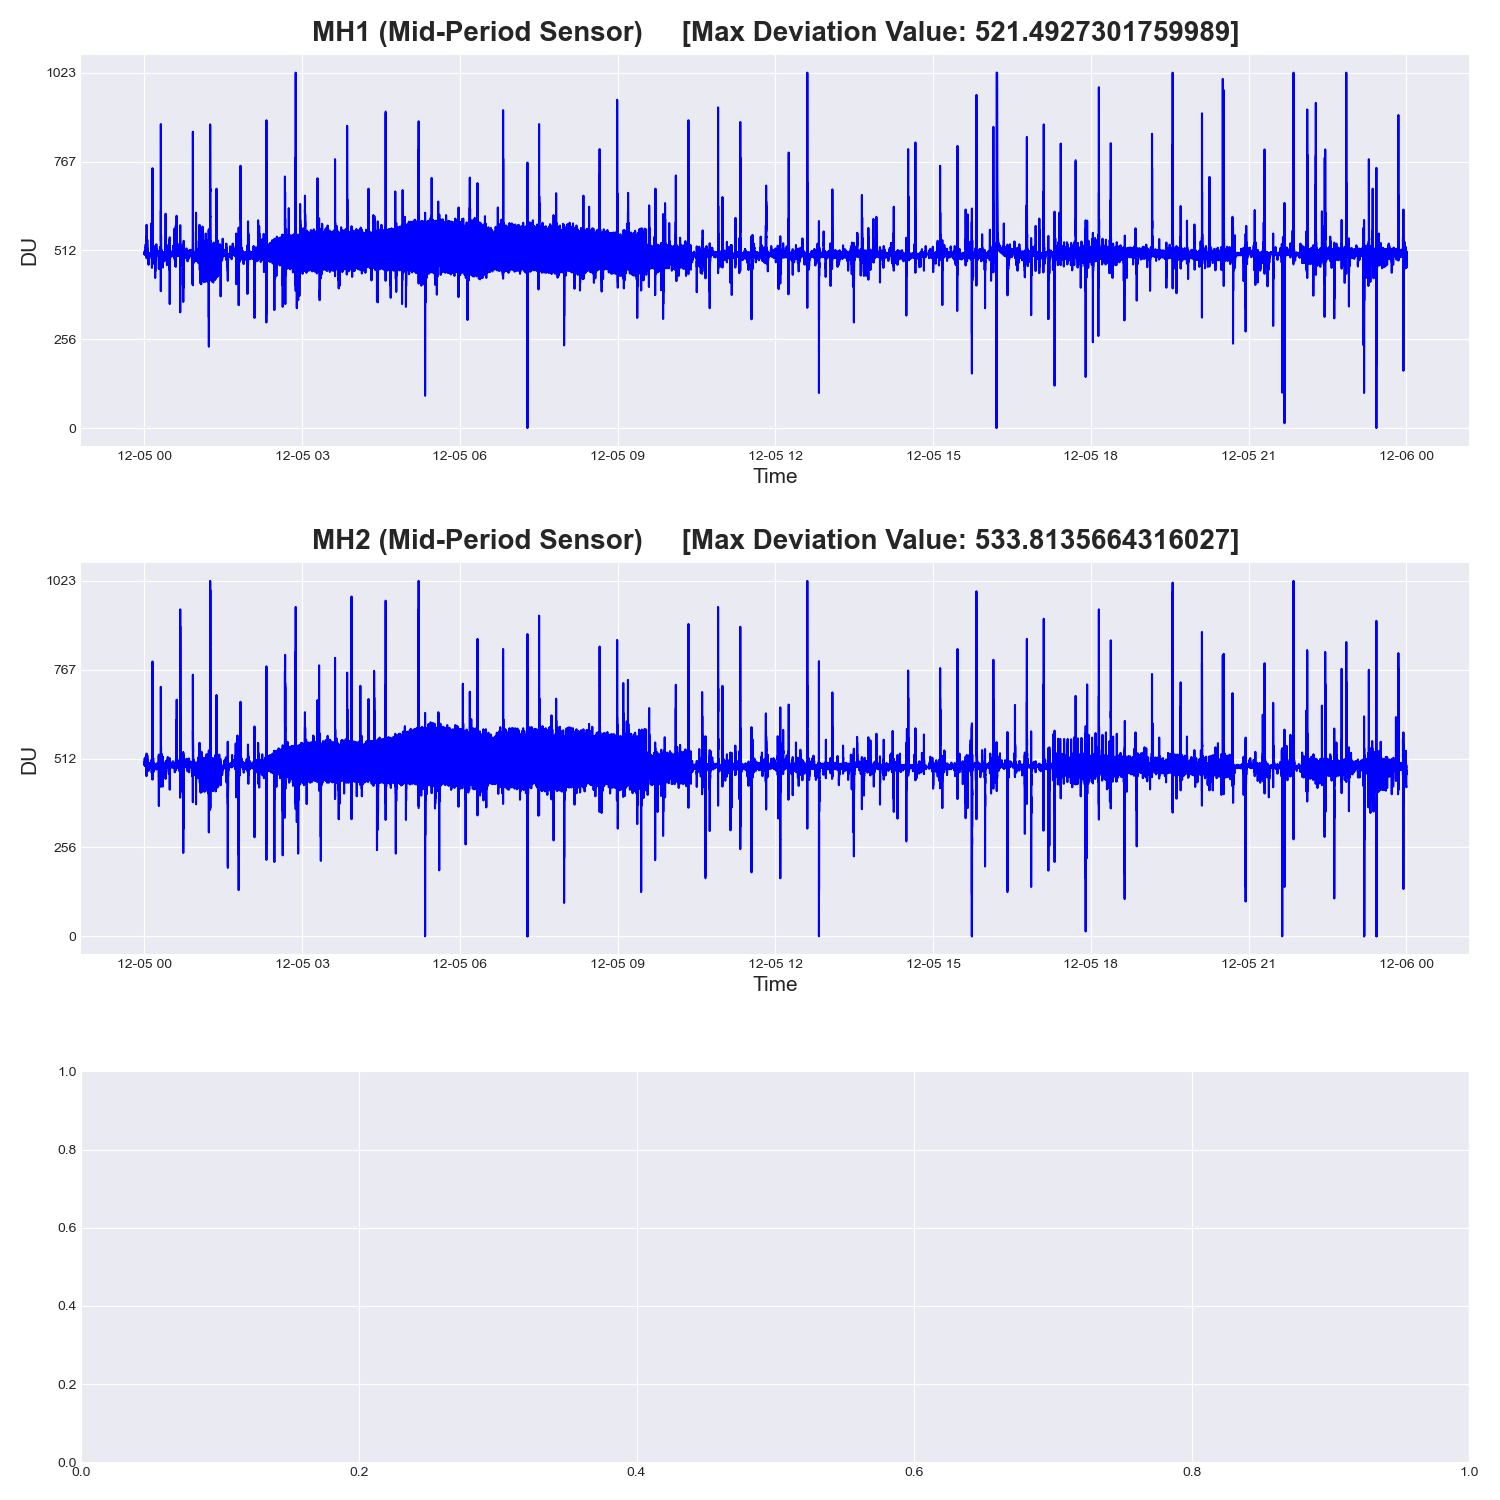 MH1 (Mid-Period Sensor) [Max Deviation Value: 521.4927301759989]
1023
767
512
256
0
DU
12-05 00 12-05 03 12-05 06 12-05 09 12-05 12 12-05 15 12-05 18 12-05 21 12-06 00
Time
MH2 (Mid-Period Sensor) [Max Deviation Value: 533.8135664316027]
1023
767
512
256
0
DU
12-05 00 12-05 03 12-05 06 12-05 09 12-05 12 12-05 15 12-05 18 12-05 21 12-06 00
Time
1.0
0.8
0.6
0.4
0.2
0.0
0.0 0.2 0.4 0.6 0.8 1.0